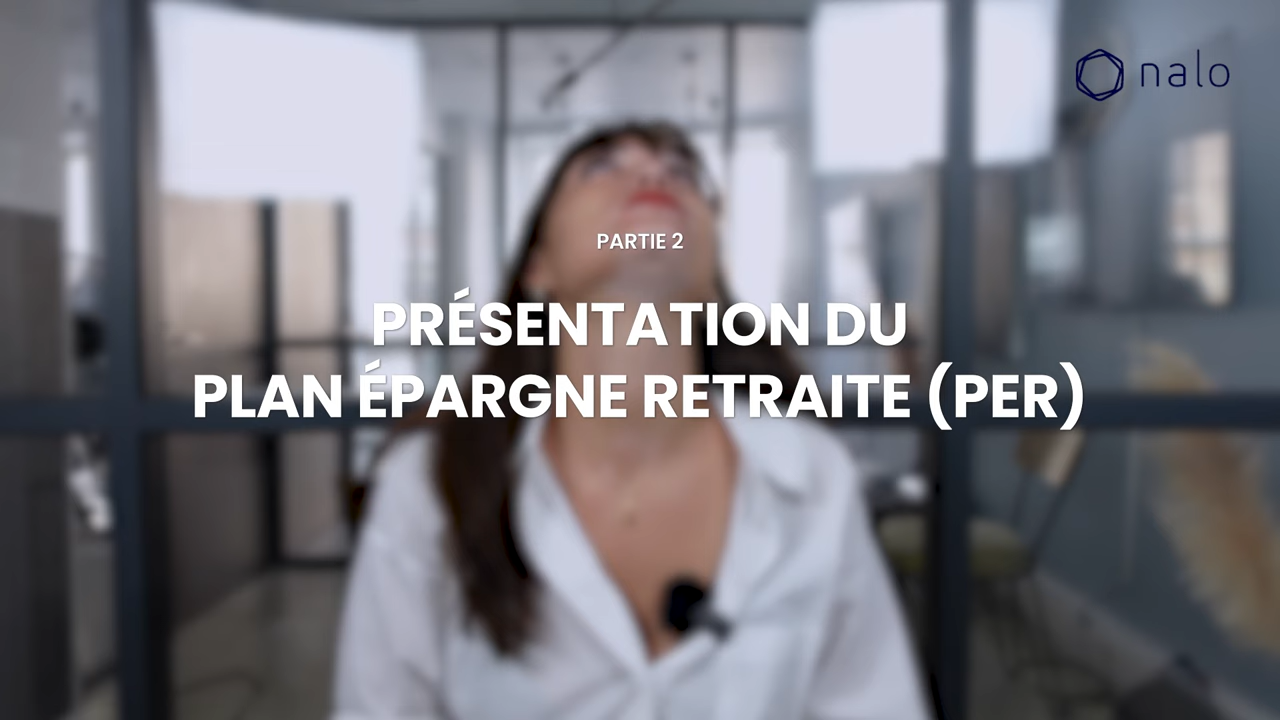 nalo
PARTIE 2
PRÉSENTATION DU
PLAN ÉPARGNE RETRAITE (PER)